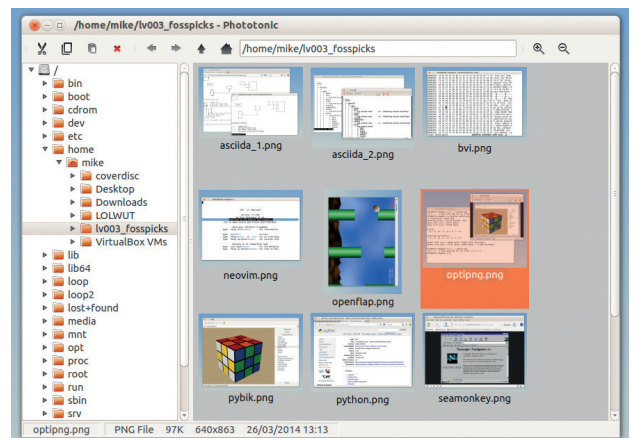 /home/mike/lv003_fosspicks - Phototonic
/home/mike/lv003_fosspicks
/
bin
boot
cdrom
dev
etc
home
mike
coverdisc
Desktop
Downloads
LOLWUT
lv003_fosspicks
VirtualBox VMs
lib
lib64
loop
loop2
lost+found
media
mnt
opt
proc
root
run
sbin
srv
asciida_1.png
asciida_2.png
bvi.png
neovim.png
openflap.png
optipng.png
pybik.png
python.png
seamonkey.png
optipng.png PNG File 97K 640x863 26/03/2014 13:13